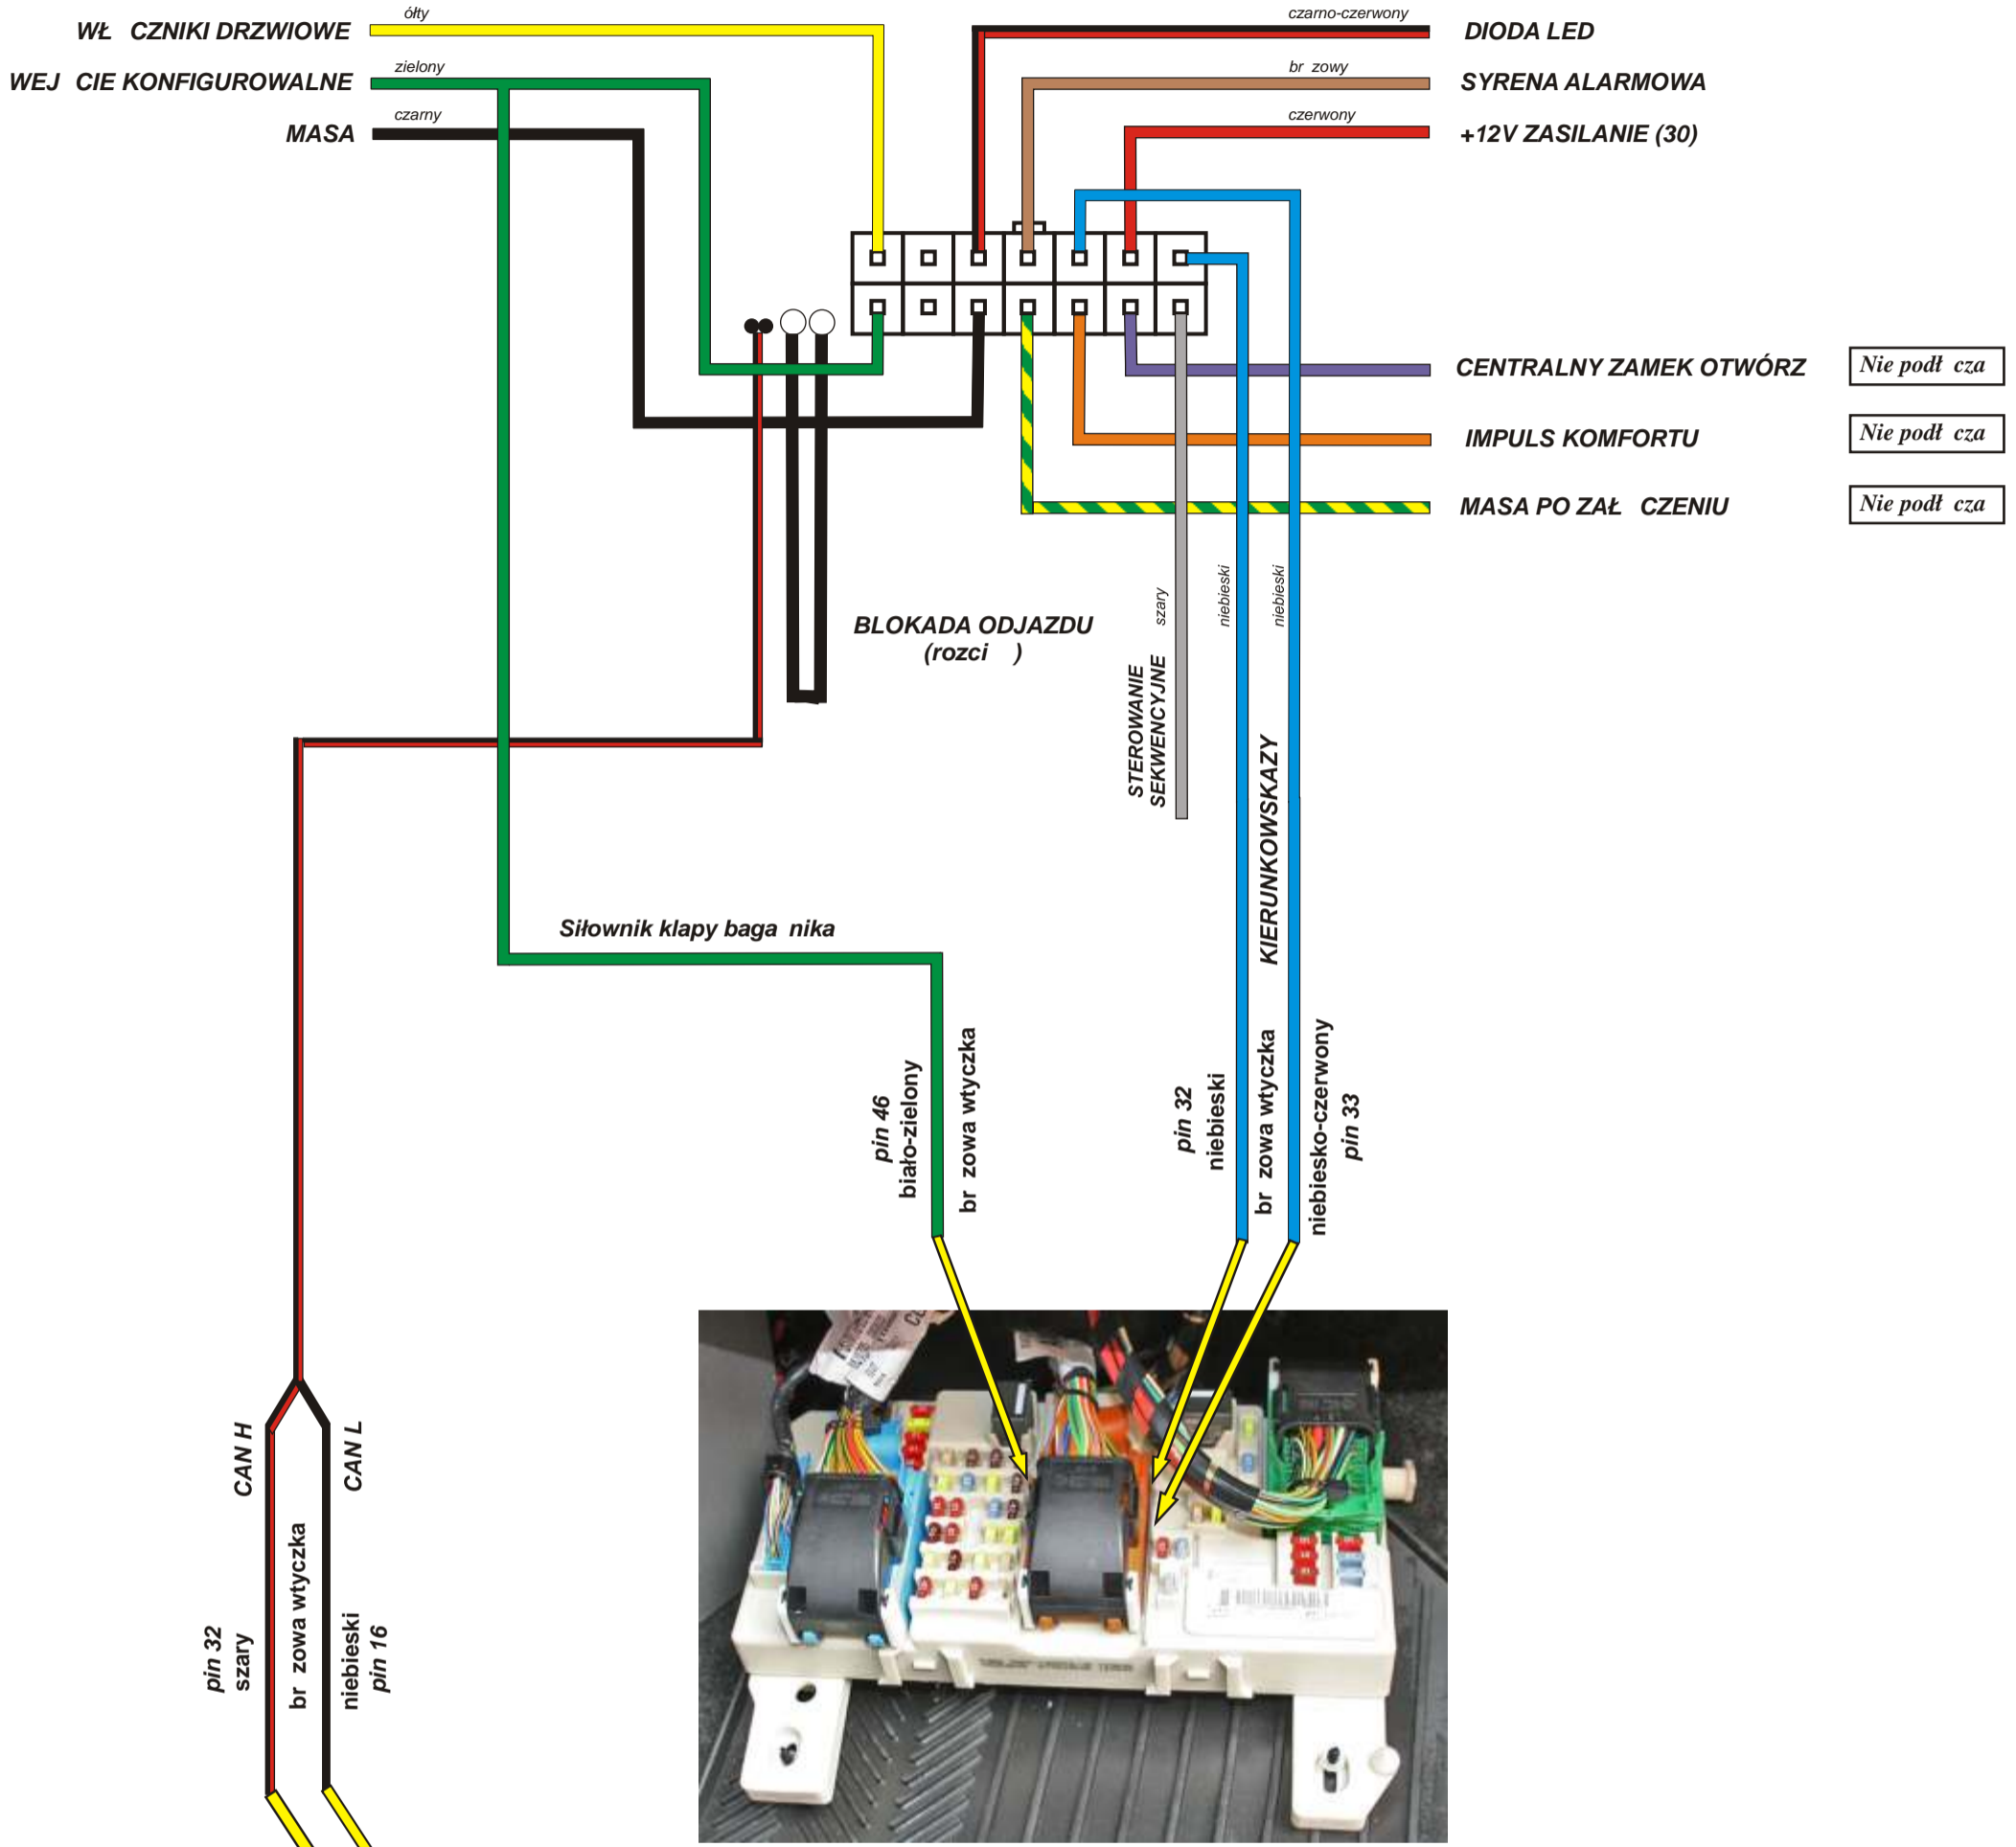 ółty
WŁ CZNIKI DRZWIOWE
zielony
WEJ CIE KONFIGUROWALNE
czarny
MASA
czarno-czerwony
DIODA LED
br zowy
SYRENA ALARMOWA
czerwony
+12V ZASILANIE (30)
CENTRALNY ZAMEK OTWÓRZ
Nie podł cza
IMPULS KOMFORTU
Nie podł cza
MASA PO ZAŁ CZENIU
Nie podł cza
BLOKADA ODJAZDU
(rozci )
szary
niebieski
niebieski
STEROWANIE
SEKWENCYJNE
KIERUNKOWSKAZY
Siłownik klapy baga nika
pin 46
biało-zielony
br zowa wtyczka
pin 32
niebieski
br zowa wtyczka
niebiesko-czerwony
pin 33
CAN H
CAN L
pin 32
szary
br zowa wtyczka
niebieski
pin 16